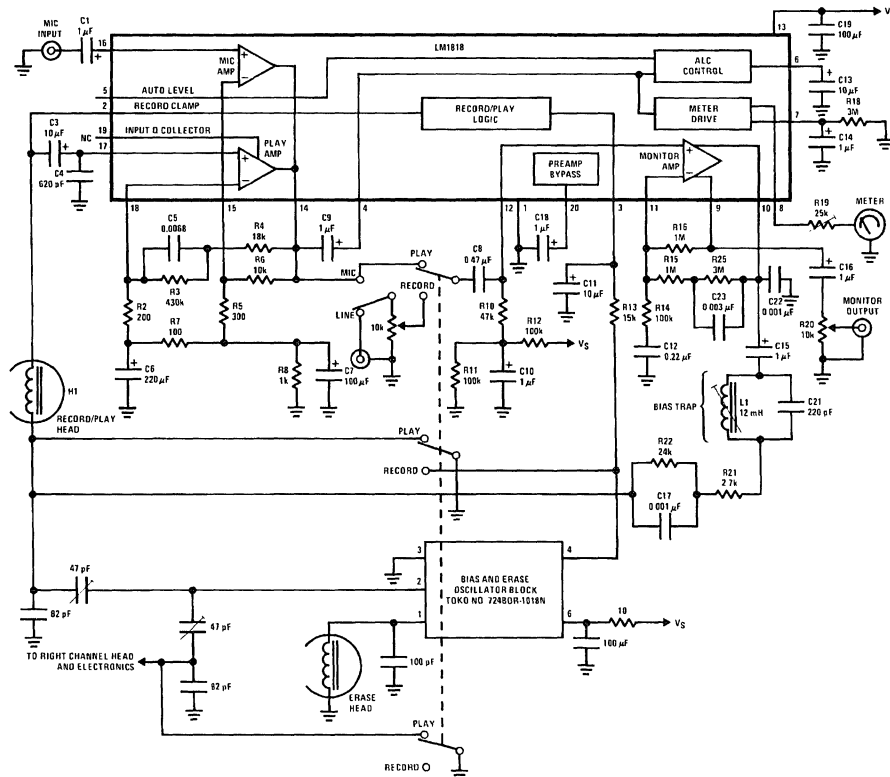 MIC INPUT
C1 1 μF
16
LM1818
MIC AMP
13
VS
C19 100 μF
ALC CONTROL
6
C13 10 μF
5
AUTO LEVEL
2
RECORD CLAMP
RECORD/PLAY LOGIC
METER DRIVE
7
R18 3M
C14 1 μF
C3 10 μF
NC
19
INPUT Q COLLECTOR
17
PLAY AMP
C4 620 pF
PREAMP BYPASS
MONITOR AMP
18
15
14
4
12
1
20
3
11
9
10
8
R19 25k
METER
C5 0.0068
R4 18k
C9 1 μF
C18 1 μF
R16 1M
R3 430k
R6 10k
MIC
PLAY
C8 0.47 μF
C11 10 μF
R15 1M
R25 3M
C16 1 μF
RECORD
R2 200
R5 300
LINE
10k
R10 47k
R13 15k
R14 100k
C23 0 003 μF
C22 0 001 μF
R20 10k
MONITOR OUTPUT
R7 100
R12 100k
VS
C6 220 μF
R8 1k
C7 100 μF
R11 100k
C10 1 μF
C12 0.22 μF
C15 1 μF
H1
RECORD/PLAY HEAD
BIAS TRAP
L1 12 mH
C21 220 pF
PLAY
RECORD
R22 24k
R21 2 7k
C17 0 001 μF
47 pF
82 pF
3
4
2
BIAS AND ERASE OSCILLATOR BLOCK TOKO NO. 724BOR-1018N
1
6
10
VS
100 μF
47 pF
TO RIGHT CHANNEL HEAD AND ELECTRONICS
82 pF
100 pF
ERASE HEAD
PLAY
RECORD